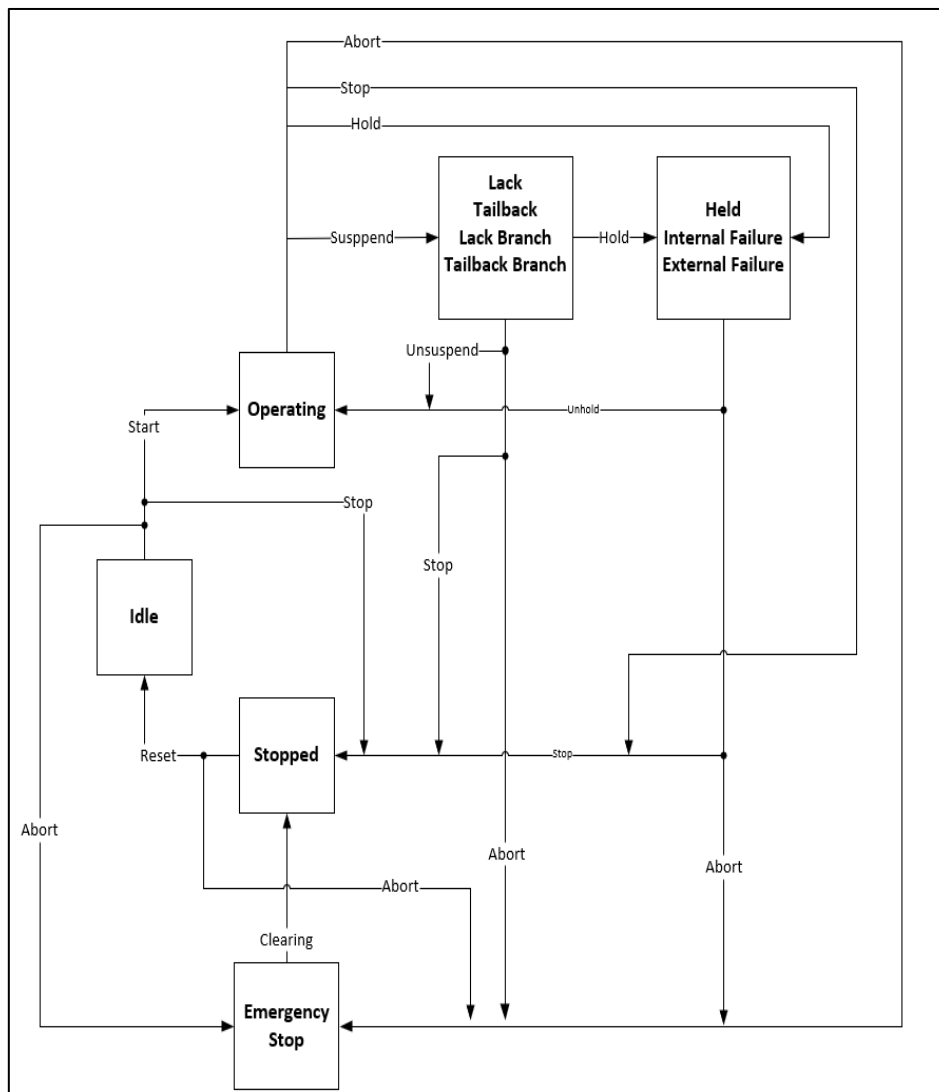 Abort
Stop
Hold
Lack
Tailback
Lack Branch
Tailback Branch
Held
Internal Failure
External Failure
Susppend
Hold
Unsuspend
Operating
Unhold
Start
Stop
Stop
Idle
Reset
Stopped
Stop
Abort
Abort
Abort
Abort
Clearing
Emergency
Stop